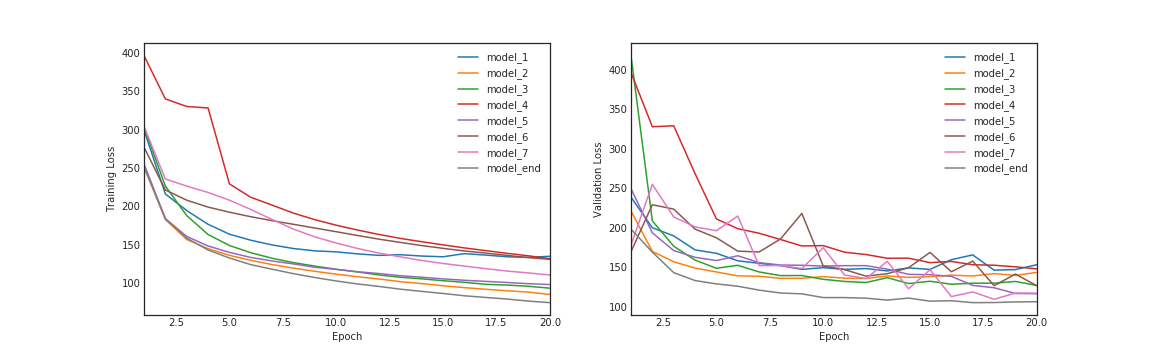 Training Loss
400
350
300
250
200
150
100
2.5 5.0 7.5 10.0 12.5 15.0 17.5 20.0
Epoch
model_1
model_2
model_3
model_4
model_5
model_6
model_7
model_end
Validation Loss
400
350
300
250
200
150
100
2.5 5.0 7.5 10.0 12.5 15.0 17.5 20.0
Epoch
model_1
model_2
model_3
model_4
model_5
model_6
model_7
model_end